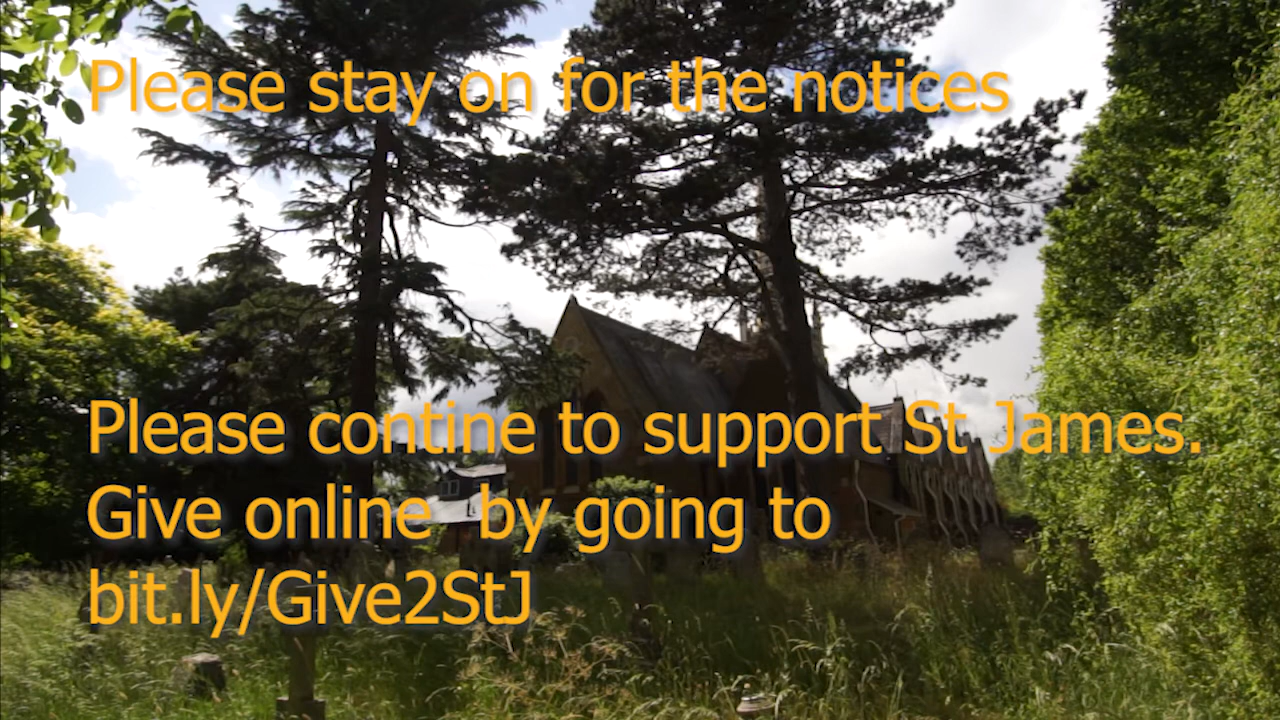 Please stay on for the notices
Please contine to support St James.
Give online  by going to
bit.ly/Give2StJ